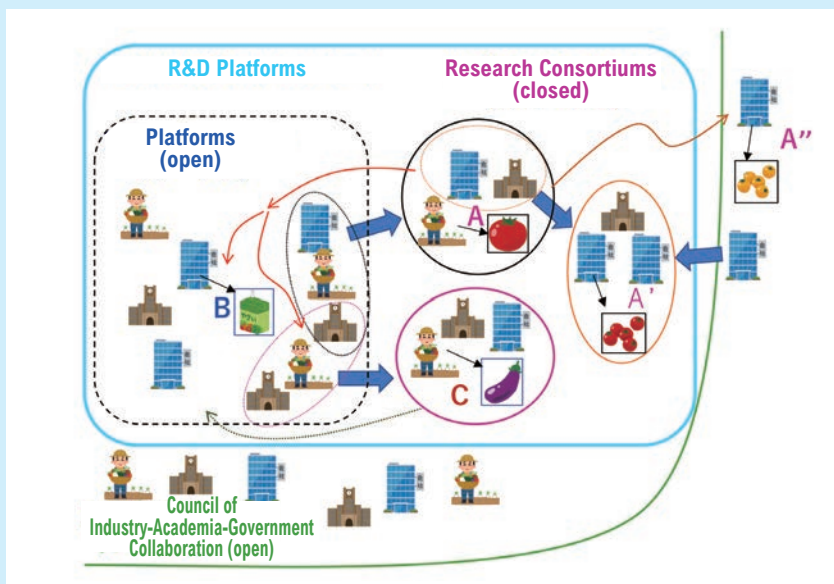 R&D Platforms
Research Consortiums
(closed)
Platforms
(open)
A
A"
B
A'
C
Council of
Industry-Academia-Government
Collaboration (open)